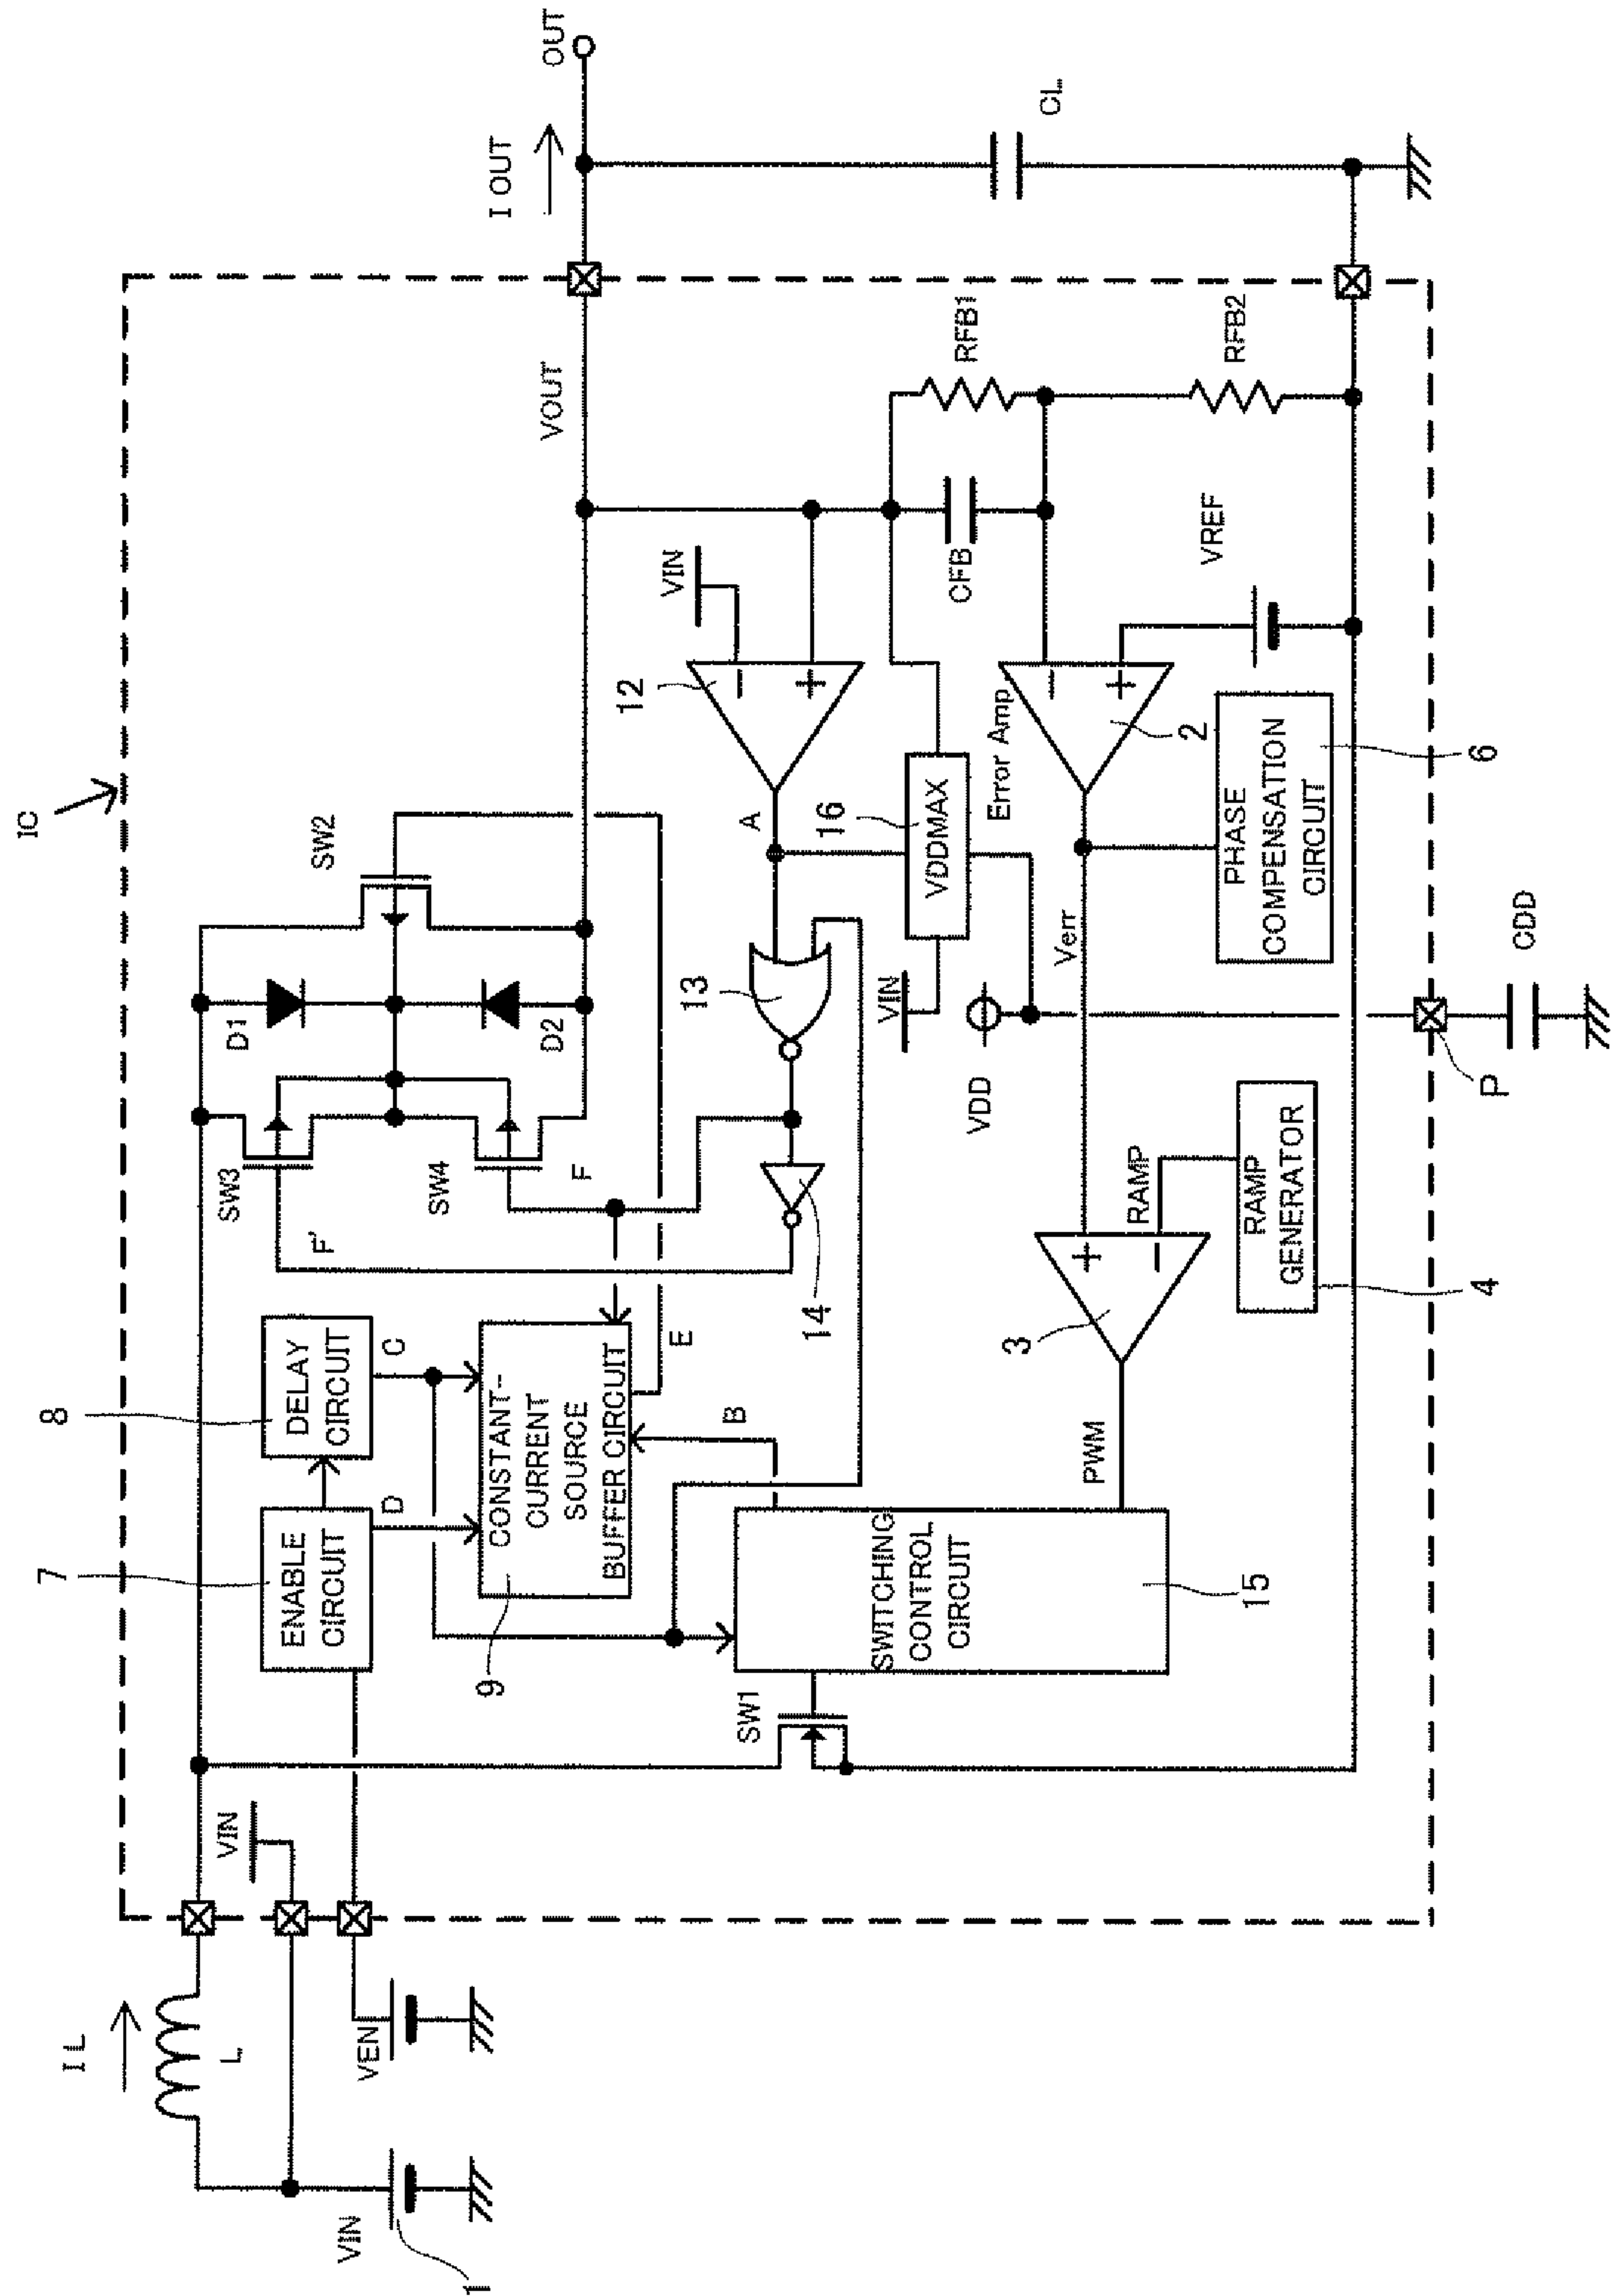 IC
I L
L
VIN
1
VIN
VEN
7
ENABLE
CIRCUIT
8
DELAY
CIRCUIT
D
C
9
CONSTANT-
CURRENT
SOURCE
BUFFER CIRCUIT
E
B
F'
F
SW3
SW4
D1
D2
SW2
VOUT
I OUT
OUT
CL
SW1
SWITCHING
CONTROL
CIRCUIT
15
PWM
14
13
A
12
VIN
VIN
16
VDDMAX
VDD
CFB
RFB1
RFB2
VREF
Error Amp
2
Verr
PHASE
COMPENSATION
CIRCUIT
6
3
RAMP
RAMP
GENERATOR
4
P
CDD